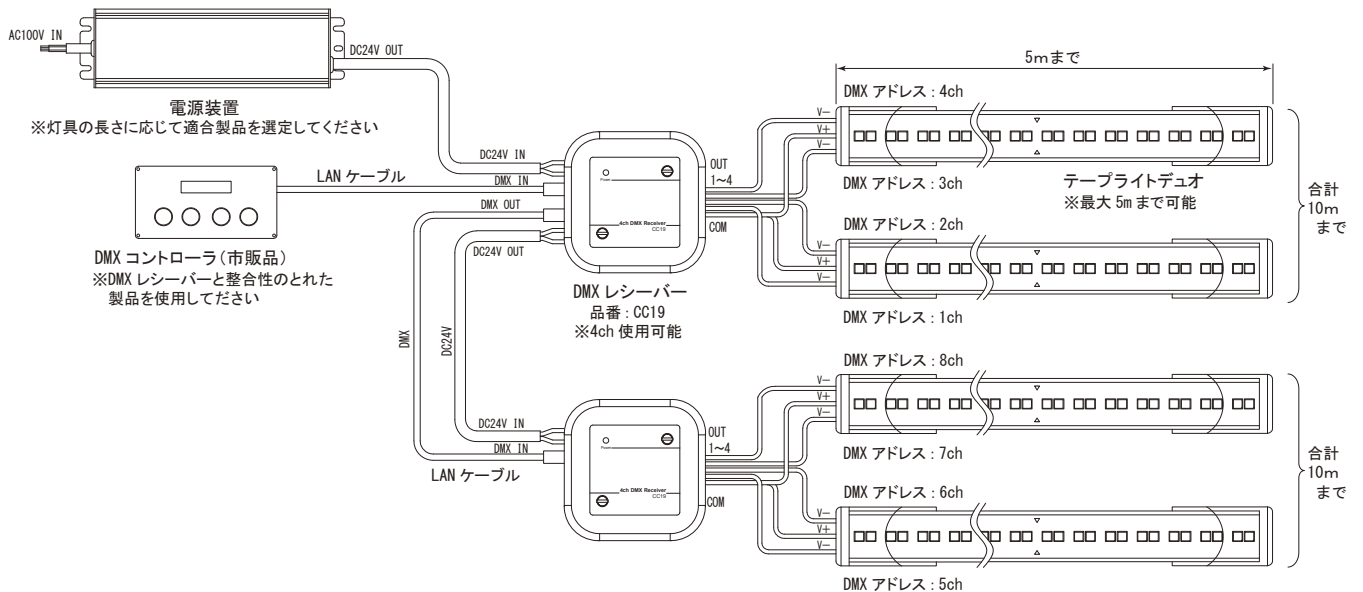 AC100V IN
DC24V OUT
電源装置
※灯具の長さに応じて適合製品を選定してください
LAN ケーブル
DMX コントローラ(市販品)
※DMX レシーバーと整合性のとれた
製品を使用してださい
DC24V IN
DMX IN
DMX OUT
DC24V OUT
Power
4ch DMX Receiver
CC19
OUT
1~4
COM
DMX レシーバー
品番:CC19
※4ch 使用可能
DMX
DC24V
5mまで
DMX アドレス:4ch
V-
V+
V-
DMX アドレス:3ch
テープライトデュオ
※最大 5m まで可能
DMX アドレス:2ch
V-
V+
V-
DMX アドレス:1ch
合計
10m
まで
DC24V IN
DMX IN
LAN ケーブル
Power
4ch DMX Receiver
CC19
OUT
1~4
COM
DMX アドレス:8ch
V-
V+
V-
DMX アドレス:7ch
DMX アドレス:6ch
V-
V+
V-
DMX アドレス:5ch
合計
10m
まで